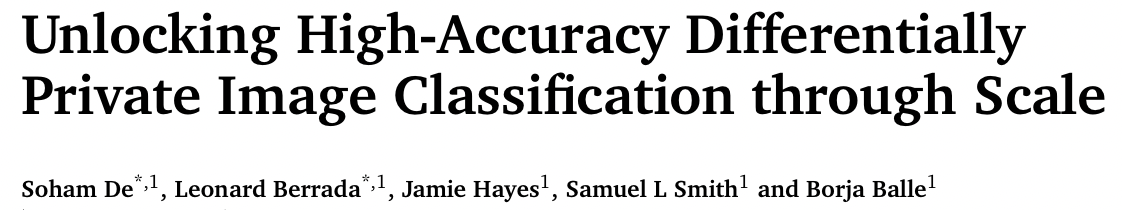 Unlocking High-Accuracy Differentially
Private Image Classification through Scale
Soham De*,1, Leonard Berrada*,1, Jamie Hayes1, Samuel L Smith1 and Borja Balle1